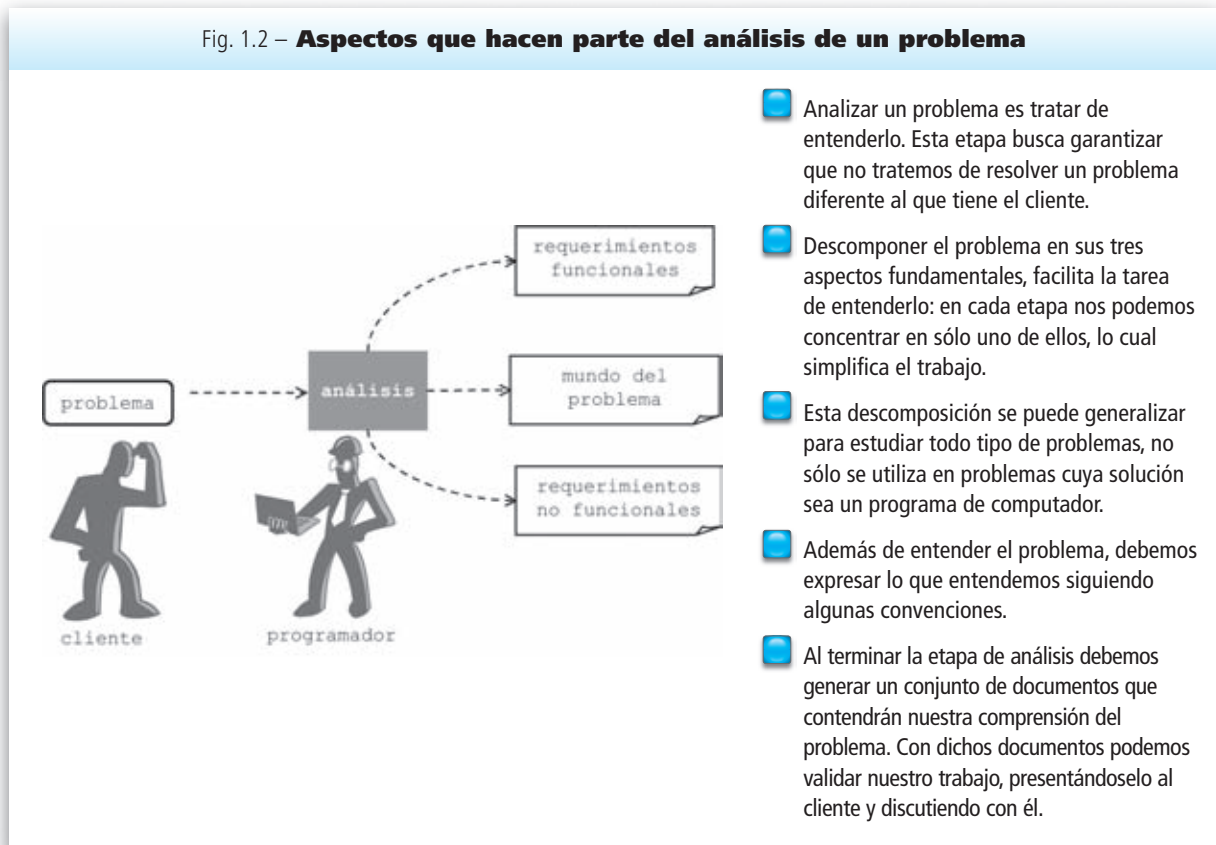 Fig. 1.2 – Aspectos que hacen parte del análisis de un problema
requerimientos
funcionales
problema
análisis
mundo del
problema
requerimientos
no funcionales
cliente
programador
Analizar un problema es tratar de
entenderlo. Esta etapa busca garantizar
que no tratemos de resolver un problema
diferente al que tiene el cliente.
Descomponer el problema en sus tres
aspectos fundamentales, facilita la tarea
de entenderlo: en cada etapa nos podemos
concentrar en sólo uno de ellos, lo cual
simplifica el trabajo.
Esta descomposición se puede generalizar
para estudiar todo tipo de problemas, no
sólo se utiliza en problemas cuya solución
sea un programa de computador.
Además de entender el problema, debemos
expresar lo que entendemos siguiendo
algunas convenciones.
Al terminar la etapa de análisis debemos
generar un conjunto de documentos que
contendrán nuestra comprensión del
problema. Con dichos documentos podemos
validar nuestro trabajo, presentándoselo al
cliente y discutiendo con él.